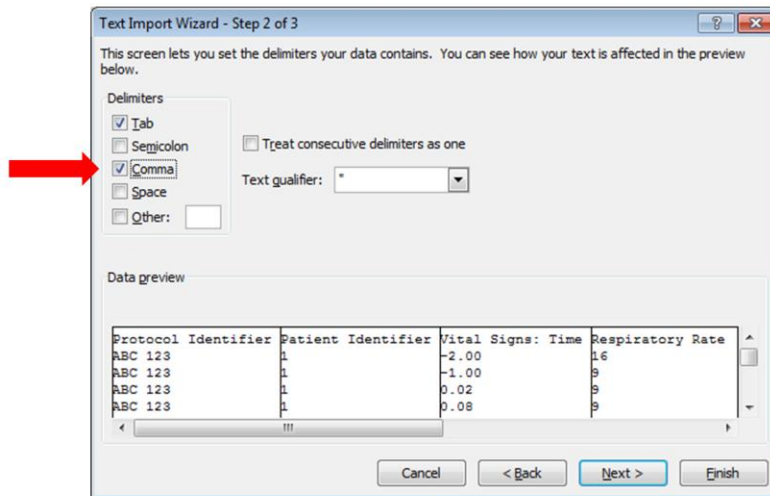 Text Import Wizard - Step 2 of 3
This screen lets you set the delimiters your data contains.  You can see how your text is affected in the preview
below.
Delimiters
Tab
Semicolon
Comma
Space
Other:
Treat consecutive delimiters as one
Text qualifier: "
Data preview
Protocol Identifier Patient Identifier Vital Signs: Time Respiratory Rate
ABC 123 1 -2.00 16
ABC 123 1 -1.00 9
ABC 123 1 0.02 9
ABC 123 1 0.08 9
Cancel < Back Next > Finish